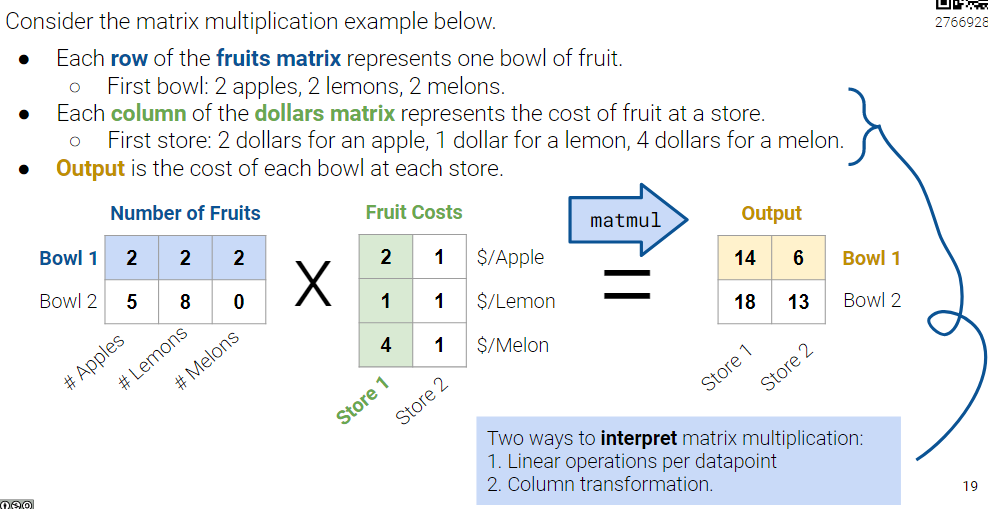 Consider the matrix multiplication example below.
2766928
● Each row of the fruits matrix represents one bowl of fruit.
○ First bowl: 2 apples, 2 lemons, 2 melons.
● Each column of the dollars matrix represents the cost of fruit at a store.
○ First store: 2 dollars for an apple, 1 dollar for a lemon, 4 dollars for a melon.
● Output is the cost of each bowl at each store.
Number of Fruits
Bowl 1 2 2 2
Bowl 2 5 8 0
# Apples
# Lemons
# Melons
X
Fruit Costs
2 1 $/Apple
1 1 $/Lemon
4 1 $/Melon
Store 1
Store 2
matmul
=
Output
14 6 Bowl 1
18 13 Bowl 2
Store 1
Store 2
Two ways to interpret matrix multiplication:
1. Linear operations per datapoint
2. Column transformation.
19